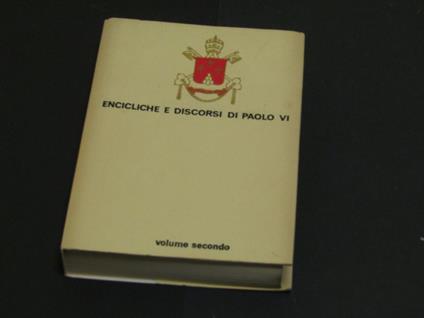 ENCICLICHE E DISCORSI DI PAOLO VI
volume secondo